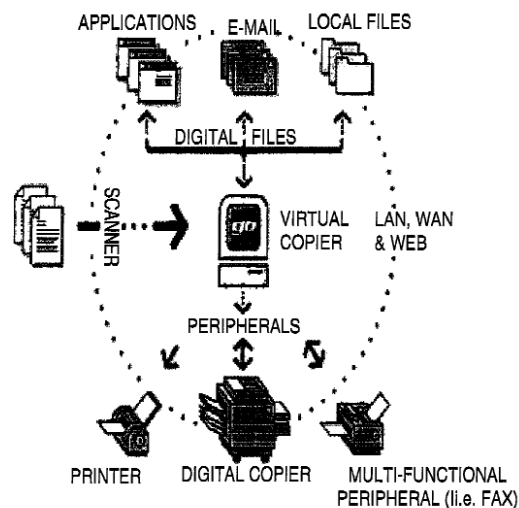 APPLICATIONS
E-MAIL
LOCAL FILES
DIGITAL FILES
SCANNER
VIRTUAL
COPIER
LAN, WAN
& WEB
PERIPHERALS
PRINTER
DIGITAL COPIER
MULTI-FUNCTIONAL
PERIPHERAL (Ii.e. FAX)